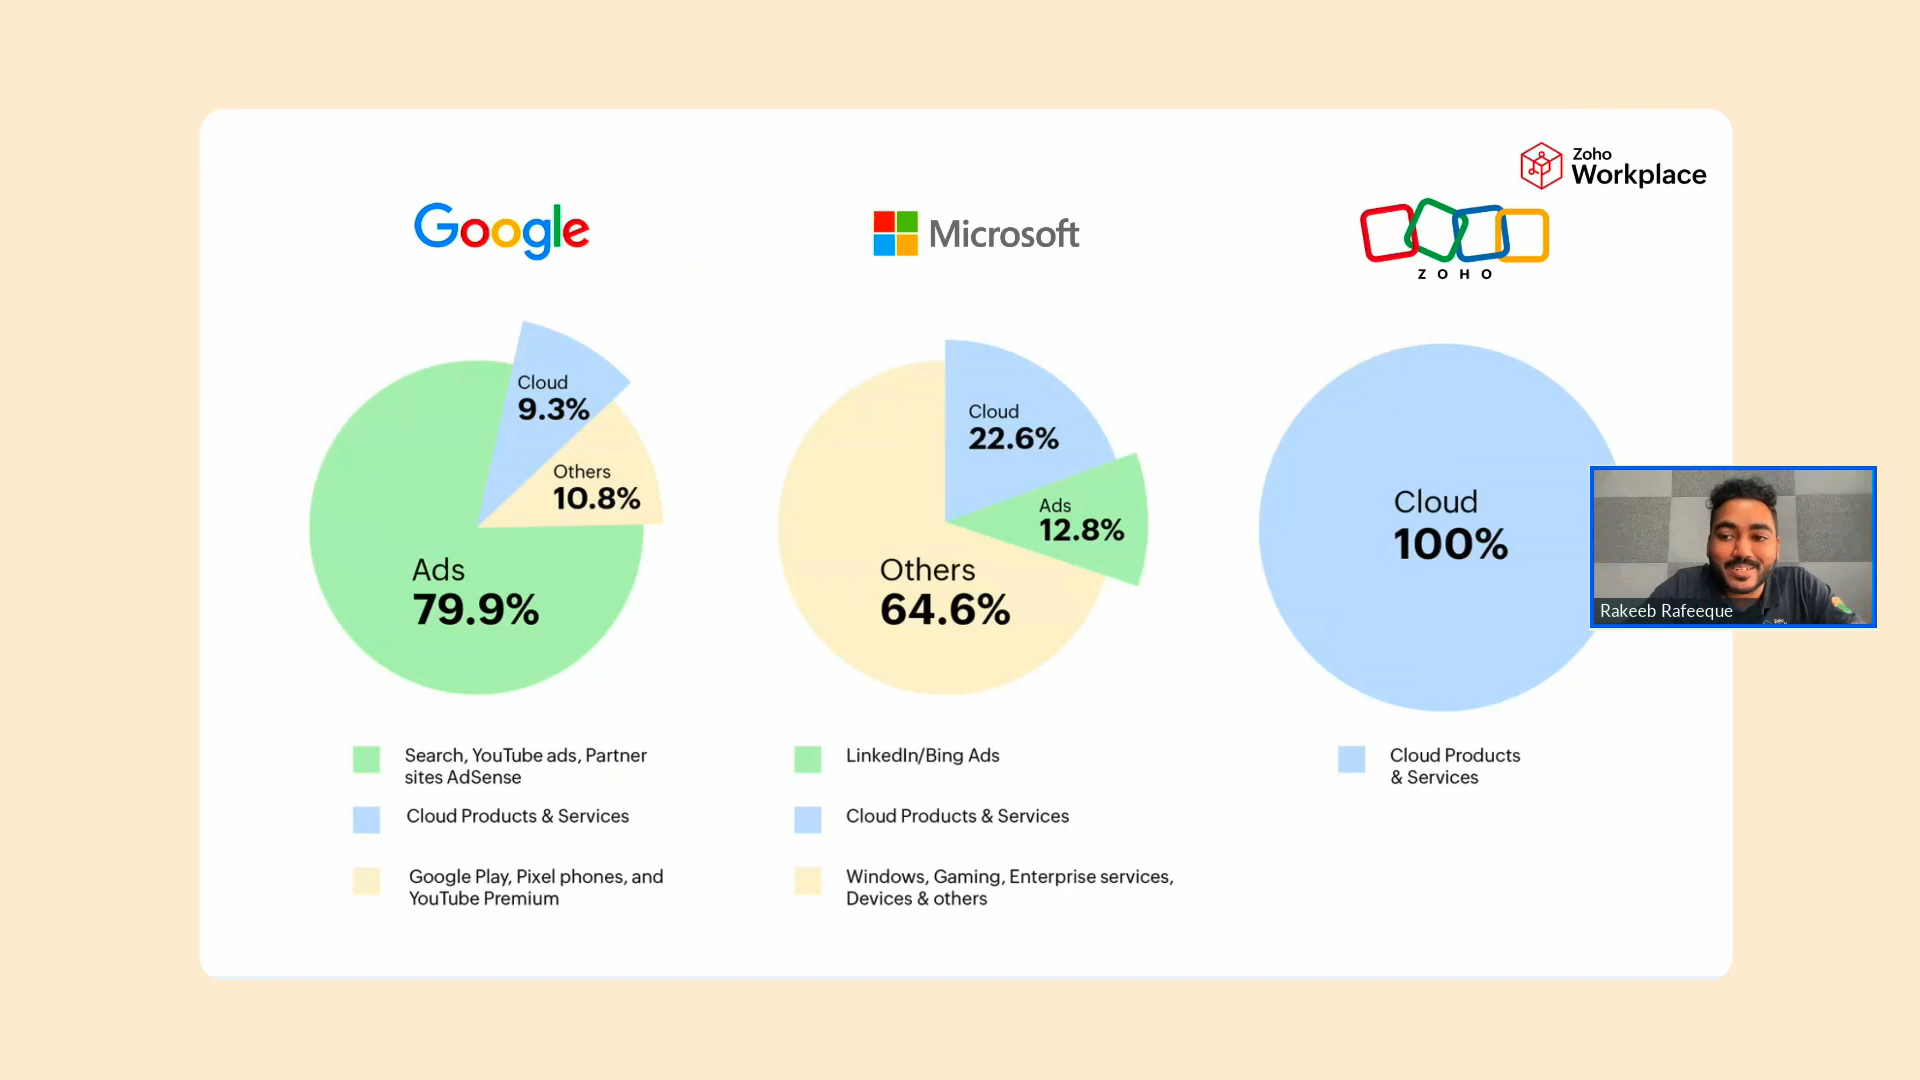 Zoho
Workplace
Google
Microsoft
ZOHO
Cloud
9.3%
Others
10.8%
Ads
79.9%
Cloud
22.6%
Ads
12.8%
Others
64.6%
Cloud
100%
Rakeeb Rafeeque
Search, YouTube ads, Partner
sites AdSense
Cloud Products & Services
Google Play, Pixel phones, and
YouTube Premium
LinkedIn/Bing Ads
Cloud Products & Services
Windows, Gaming, Enterprise services,
Devices & others
Cloud Products
& Services